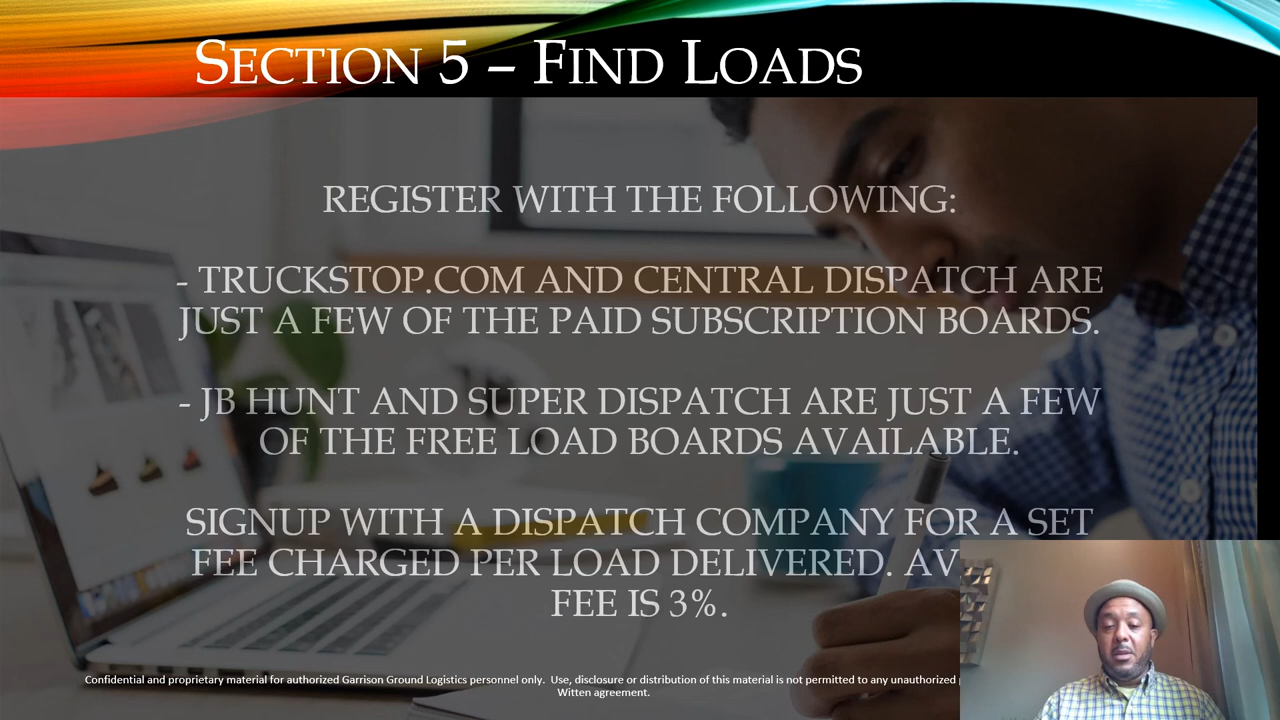 SECTION 5 – FIND LOADS
REGISTER WITH THE FOLLOWING:
- TRUCKSTOP.COM AND CENTRAL DISPATCH ARE
JUST A FEW OF THE PAID SUBSCRIPTION BOARDS.
- JB HUNT AND SUPER DISPATCH ARE JUST A FEW
OF THE FREE LOAD BOARDS AVAILABLE.
SIGNUP WITH A DISPATCH COMPANY FOR A SET
FEE CHARGED PER LOAD DELIVERED. AV
FEE IS 3%.
Confidential and proprietary material for authorized Garrison Ground Logistics personnel only. Use, disclosure or distribution of this material is not permitted to any unauthorized
Witten agreement.